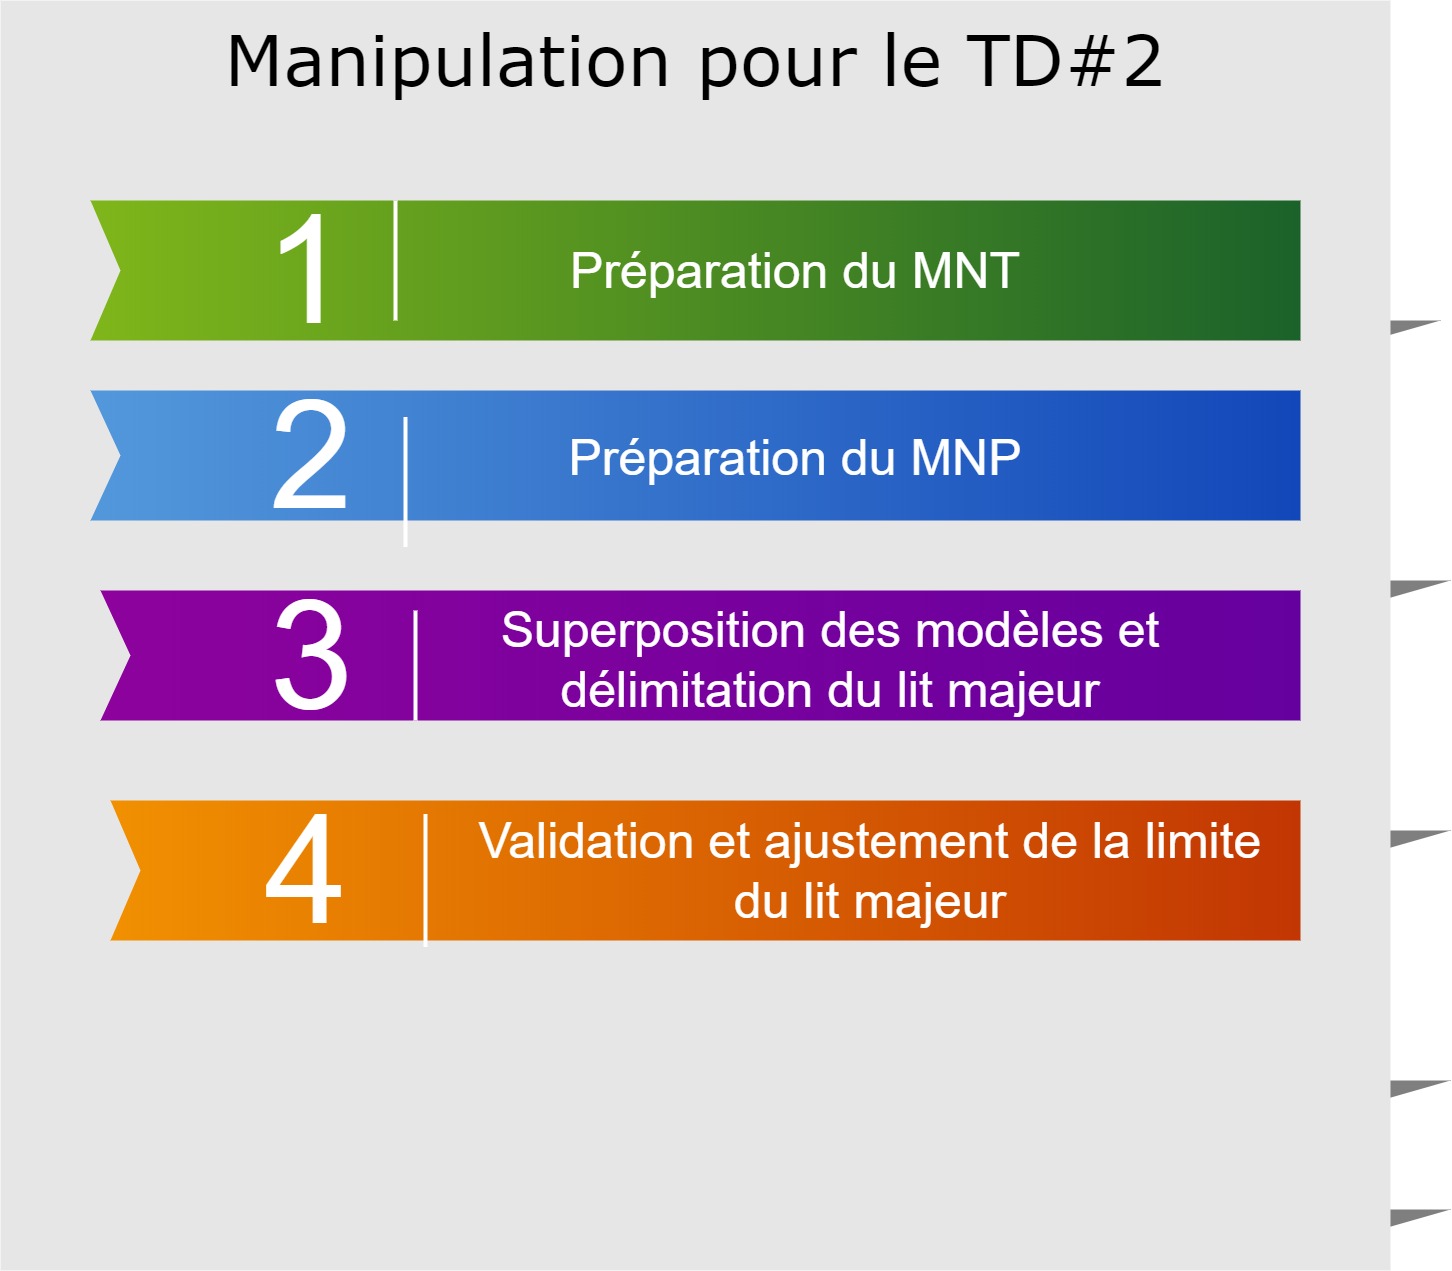 Manipulation pour le TD#2
1
Préparation du MNT
2
Préparation du MNP
3
Superposition des modèles et
délimitation du lit majeur
4
Validation et ajustement de la limite
du lit majeur